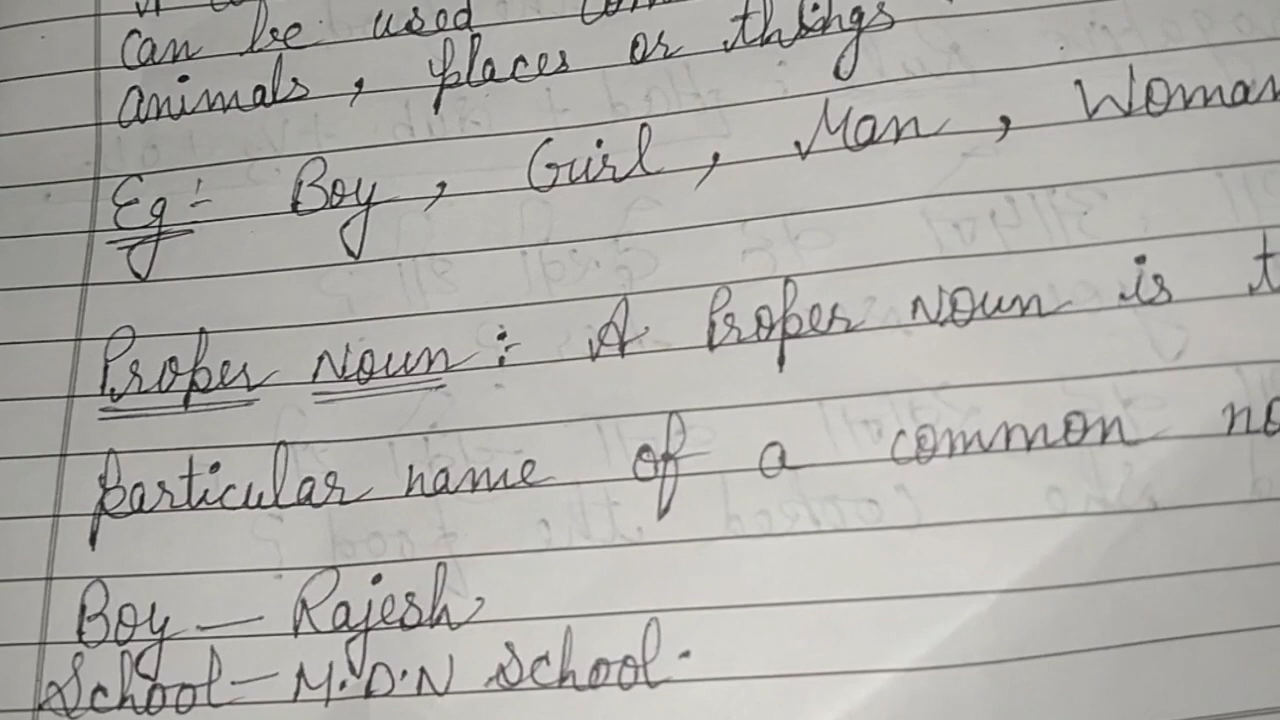 can be used
animals, places or things
Eg:- Boy, Girl, Man, Woman
Proper Noun :- A Proper Noun is
particular name of a common
Boy — Rajesh
School — M.D.N School.